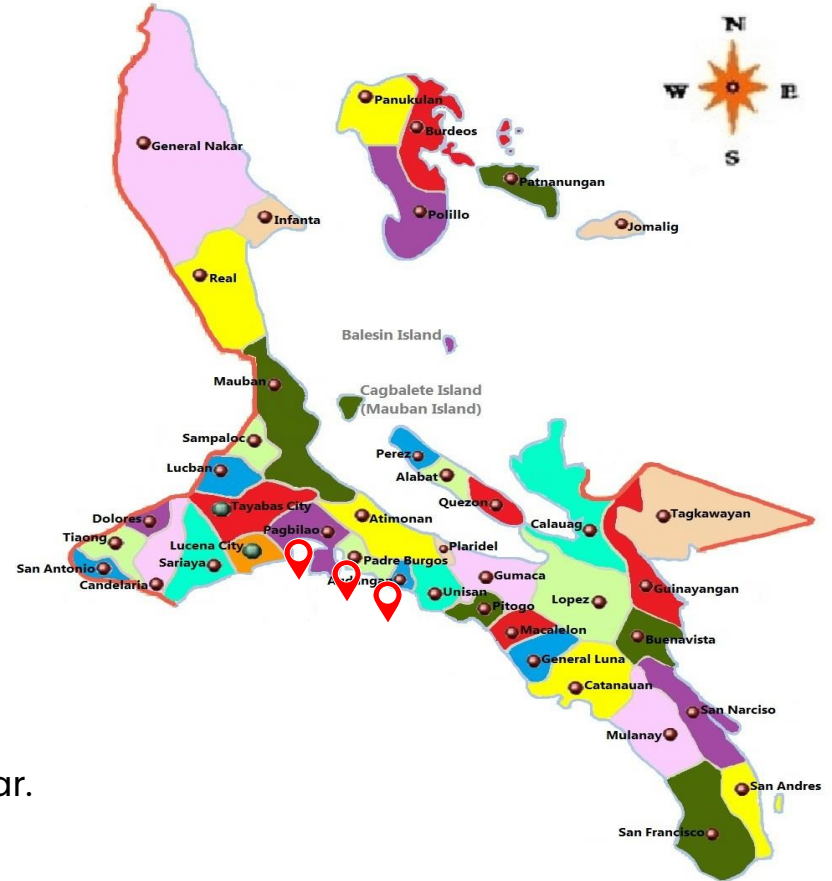 N
W E
S
Panukulan
Burdeos
General Nakar
Patnanungan
Polillo
Infanta
Jomalig
Real
Balesin Island
Mauban
Cagbalete Island
(Mauban Island)
Sampaloc
Perez
Lucban
Alabat
Quezon
Tayabas City
Dolores
Atimonan
Calauag
Tagkawayan
Pagbilao
Tiaong
Lucena City
Plaridel
Sariaya
Padre Burgos
San Antonio
Gumaca
Candelaria
Unisan
Guinayangan
Lopez
Pitogo
Macalelon
Buenavista
General Luna
Catanauan
San Narciso
Mulanay
ar.
San Andres
San Francisco